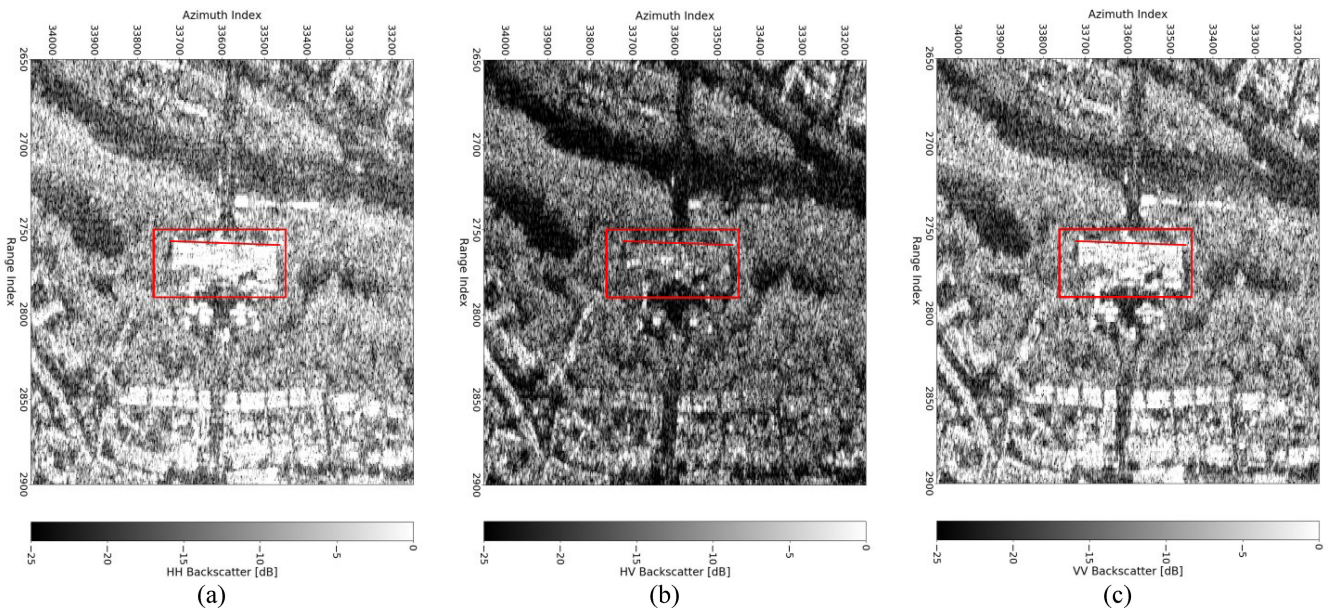 Azimuth Index
Azimuth Index
Azimuth Index
34000 33900 33800 33700 33600 33500 33400 33300 33200
34000 33900 33800 33700 33600 33500 33400 33300 33200
34000 33900 33800 33700 33600 33500 33400 33300 33200
Range Index
2650
2700
2750
2800
2850
2900
Range Index
2650
2700
2750
2800
2850
2900
Range Index
2650
2700
2750
2800
2850
2900
−25 −20 −15 −10 −5 0
HH Backscatter [dB]
−25 −20 −15 −10 −5 0
HV Backscatter [dB]
−25 −20 −15 −10 −5 0
VV Backscatter [dB]
(a)
(b)
(c)